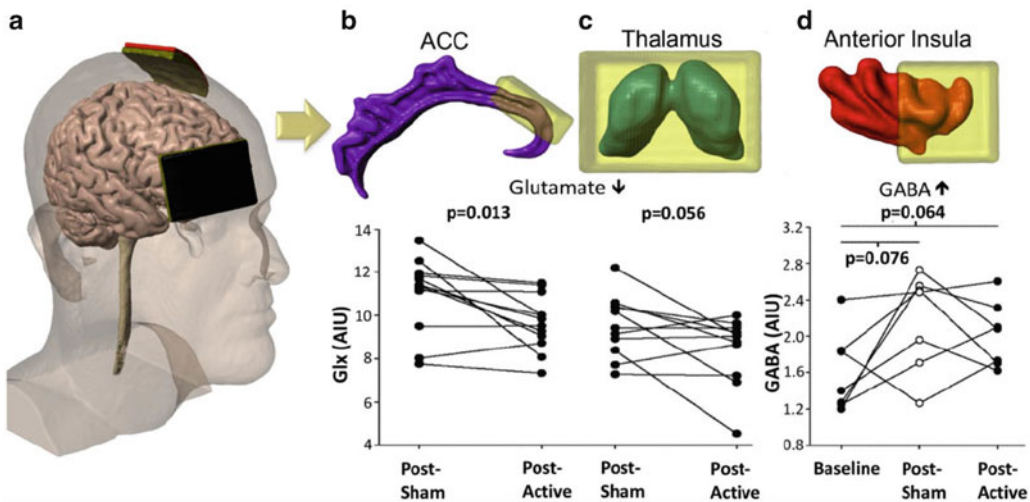 a
b
ACC
c
Thalamus
d
Anterior Insula
Glutamate ↓
GABA ↑
p=0.013
p=0.056
p=0.064
p=0.076
Glx (AIU)
14
12
10
8
6
4
Post-
Sham
Post-
Active
Post-
Sham
Post-
Active
GABA (AIU)
3.2
2.8
2.4
2.0
1.6
1.2
0.8
Baseline
Post-
Sham
Post-
Active